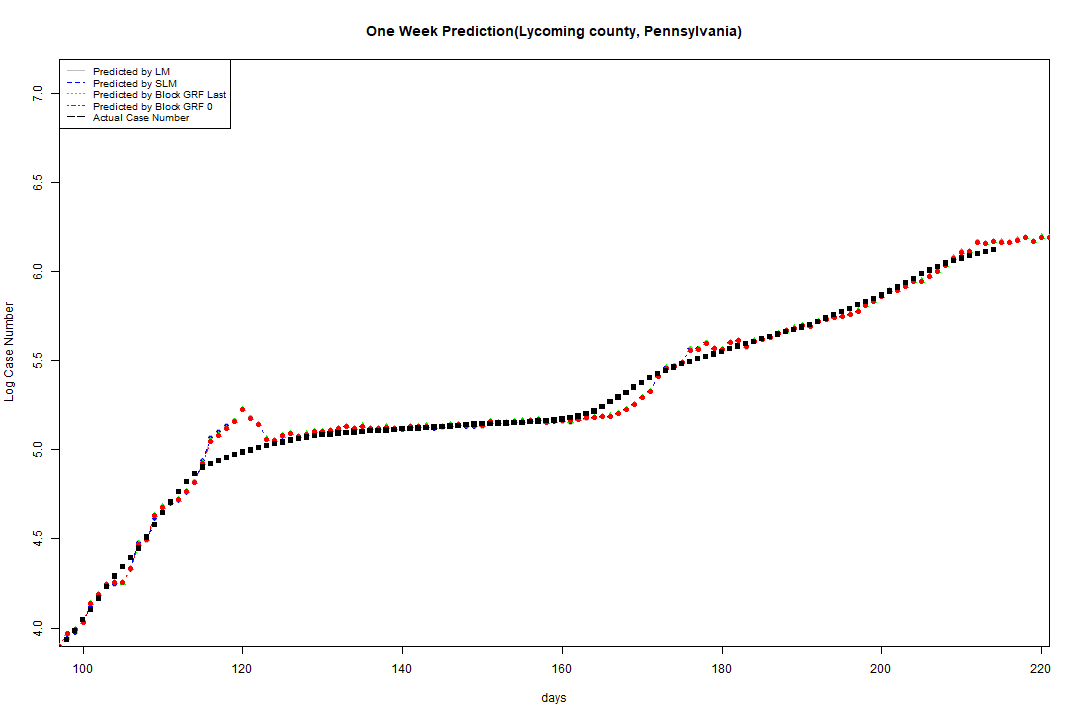 One Week Prediction(Lycoming county, Pennsylvania)
Predicted by LM
Predicted by SLM
Predicted by Block GRF Last
Predicted by Block GRF 0
Actual Case Number
7.0
6.5
6.0
5.5
5.0
4.5
4.0
Log Case Number
100 120 140 160 180 200 220
days